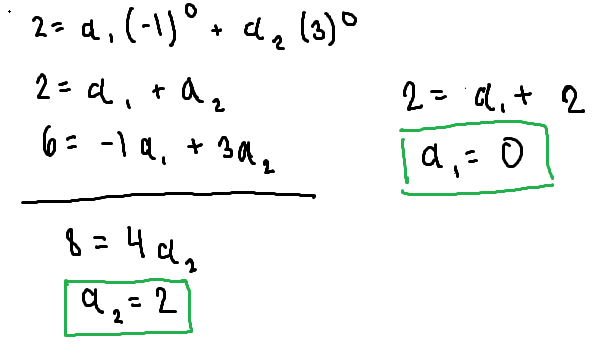 2 = a₁(-1)⁰ + a₂(3)⁰
2 = a₁ + a₂
6 = -1a₁ + 3a₂
8 = 4a₂
a₂ = 2
2 = a₁ + 2
a₁ = 0